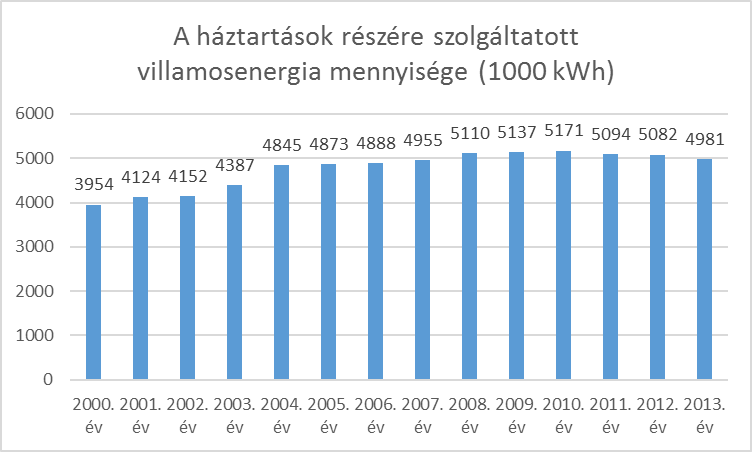 A háztartások részére szolgáltatott
villamosenergia mennyisége (1000 kWh)
6000
5000
4000
3000
2000
1000
0
3954 4124 4152 4387 4845 4873 4888 4955 5110 5137 5171 5094 5082 4981
2000. 2001. 2002. 2003. 2004. 2005. 2006. 2007. 2008. 2009. 2010. 2011. 2012. 2013.
év év év év év év év év év év év év év év